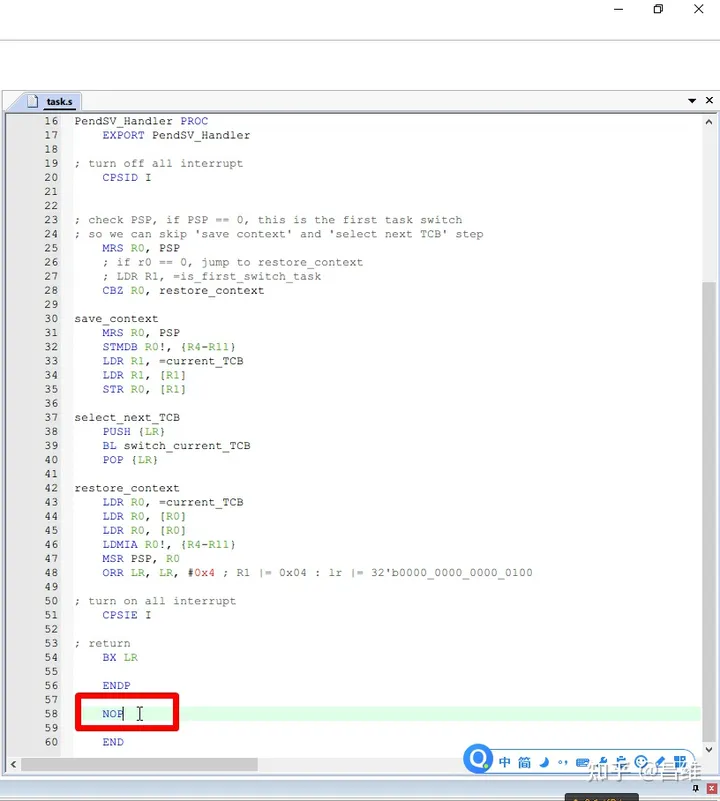 task.s
16 PendSV_Handler PROC
17 EXPORT PendSV_Handler
18
19 ; turn off all interrupt
20 CPSID I
21
22
23 ; check PSP, if PSP == 0, this is the first task switch
24 ; so we can skip 'save context' and 'select next TCB' step
25 MRS R0, PSP
26 ; if r0 == 0, jump to restore_context
27 ; LDR R1, =is_first_switch_task
28 CBZ R0, restore_context
29
30 save_context
31 MRS R0, PSP
32 STMDB R0!, {R4-R11}
33 LDR R1, =current_TCB
34 LDR R1, [R1]
35 STR R0, [R1]
36
37 select_next_TCB
38 PUSH {LR}
39 BL switch_current_TCB
40 POP {LR}
41
42 restore_context
43 LDR R0, =current_TCB
44 LDR R0, [R0]
45 LDR R0, [R0]
46 LDMIA R0!, {R4-R11}
47 MSR PSP, R0
48 ORR LR, LR, #0x4 ; R1 |= 0x04 : lr |= 32'b0000_0000_0000_0100
49
50 ; turn on all interrupt
51 CPSIE I
52
53 ; return
54 BX LR
55
56 ENDP
57
58 NOP
59
60 END
中 简
知乎 @昌维